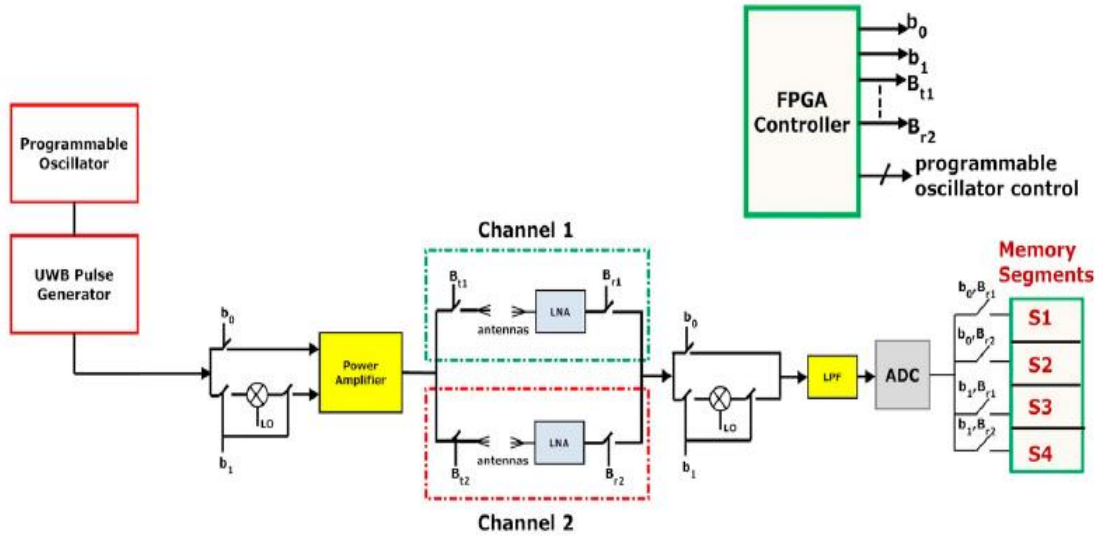 Programmable
Oscillator
UWB Pulse
Generator
FPGA
Controller
b0
b1
Bt1
Br2
programmable
oscillator control
b0
LO
b1
Power
Amplifier
Channel 1
Bt1
antennas
LNA
Br1
Bt2
antennas
LNA
Br2
Channel 2
b0
LO
b1
LPF
ADC
Memory
Segments
b0,Br1
S1
b0,Br2
S2
b1,Br1
S3
b1,Br2
S4